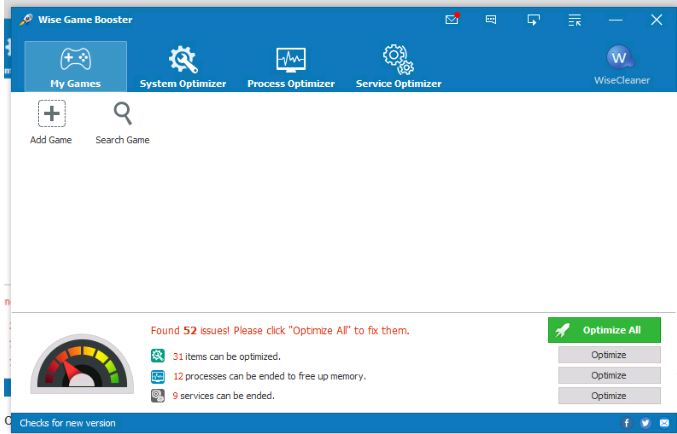 Wise Game Booster
My Games
System Optimizer
Process Optimizer
Service Optimizer
W
WiseCleaner
Add Game
Search Game
Found 52 issues! Please click "Optimize All" to fix them.
Optimize All
31 items can be optimized.
Optimize
12 processes can be ended to free up memory.
Optimize
9 services can be ended.
Optimize
Checks for new version
f